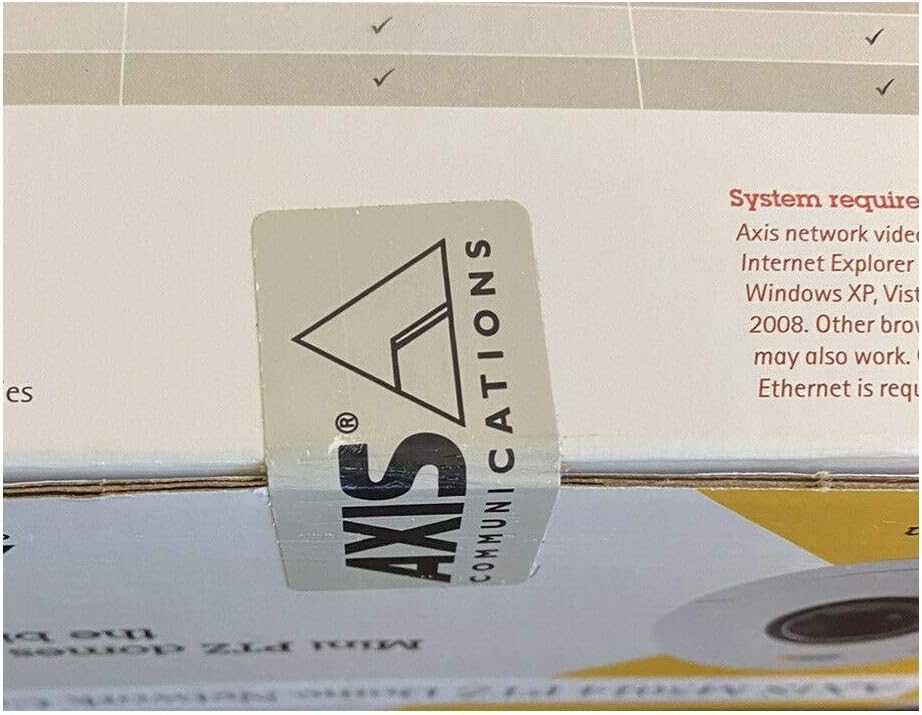 System require
Axis network vide
Internet Explorer
Windows XP, Vist
2008. Other brow
may also work.
Ethernet is requ
es
AXIS®
COMMUNICATIONS
Mini PTZ domes
the b